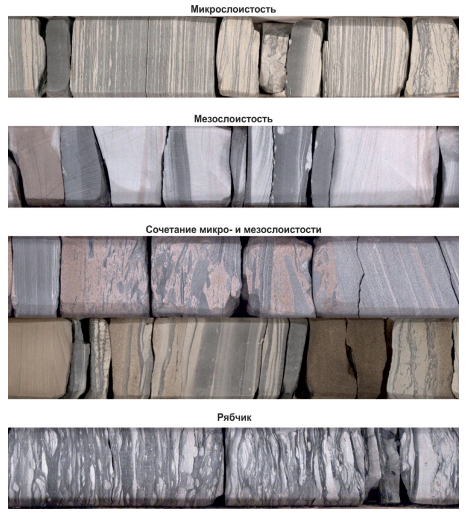 Микрослоистость
Мезослоистость
Сочетание микро- и мезослоистости
Рябчик